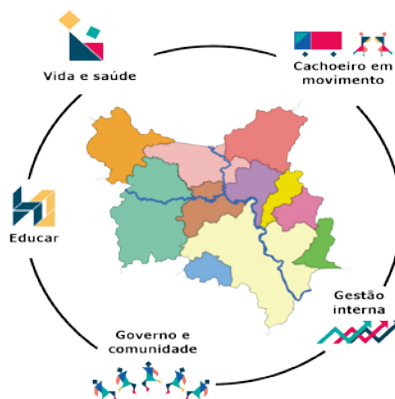 Vida e saúde
Cachoeiro em
movimento
Educar
Gestão
interna
Governo e
comunidade